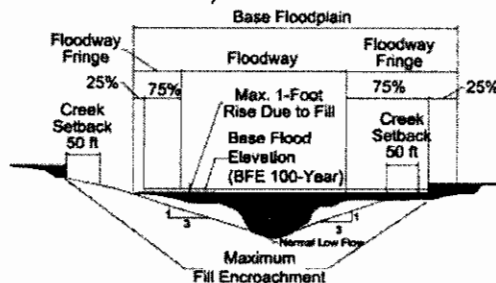 Base Floodplain
Floodway Fringe
Floodway
Floodway Fringe
25%
75%
75%
25%
Creek Setback 50 ft
Max. 1-Foot Rise Due to Fill
Base Flood Elevation (BFE 100-Year)
Creek Setback 50 ft
1
3
1
3
Normal Low Flow
Maximum Fill Encroachment